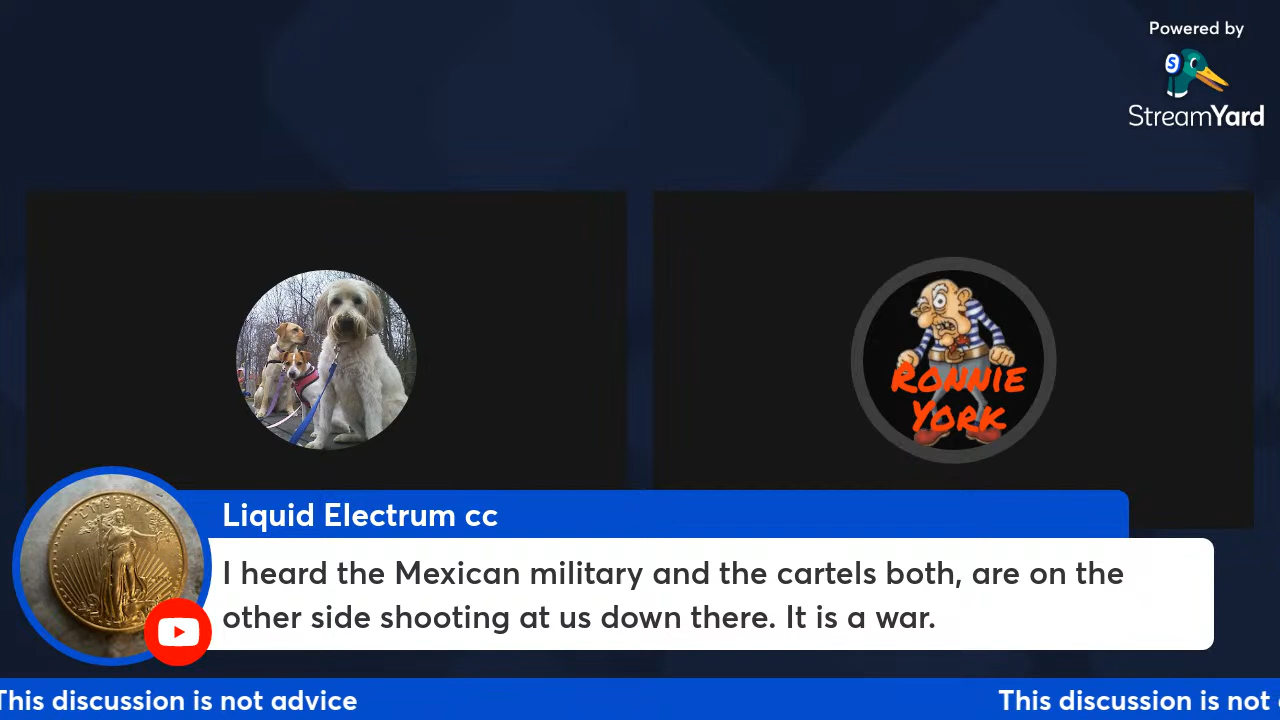 Powered by
S
StreamYard
RONNIE
YORK
LIBERTY
Liquid Electrum cc
I heard the Mexican military and the cartels both, are on the
other side shooting at us down there. It is a war.
This discussion is not advice
This discussion is not